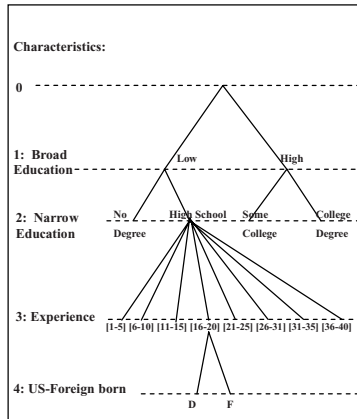 Characteristics:
0
1: Broad
Education
Low
High
2: Narrow
Education
No
Degree
High School
Some
College
College
Degree
3: Experience
[1-5] [6-10] [11-15] [16-20] [21-25] [26-31] [31-35] [36-40]
4: US-Foreign born
D F